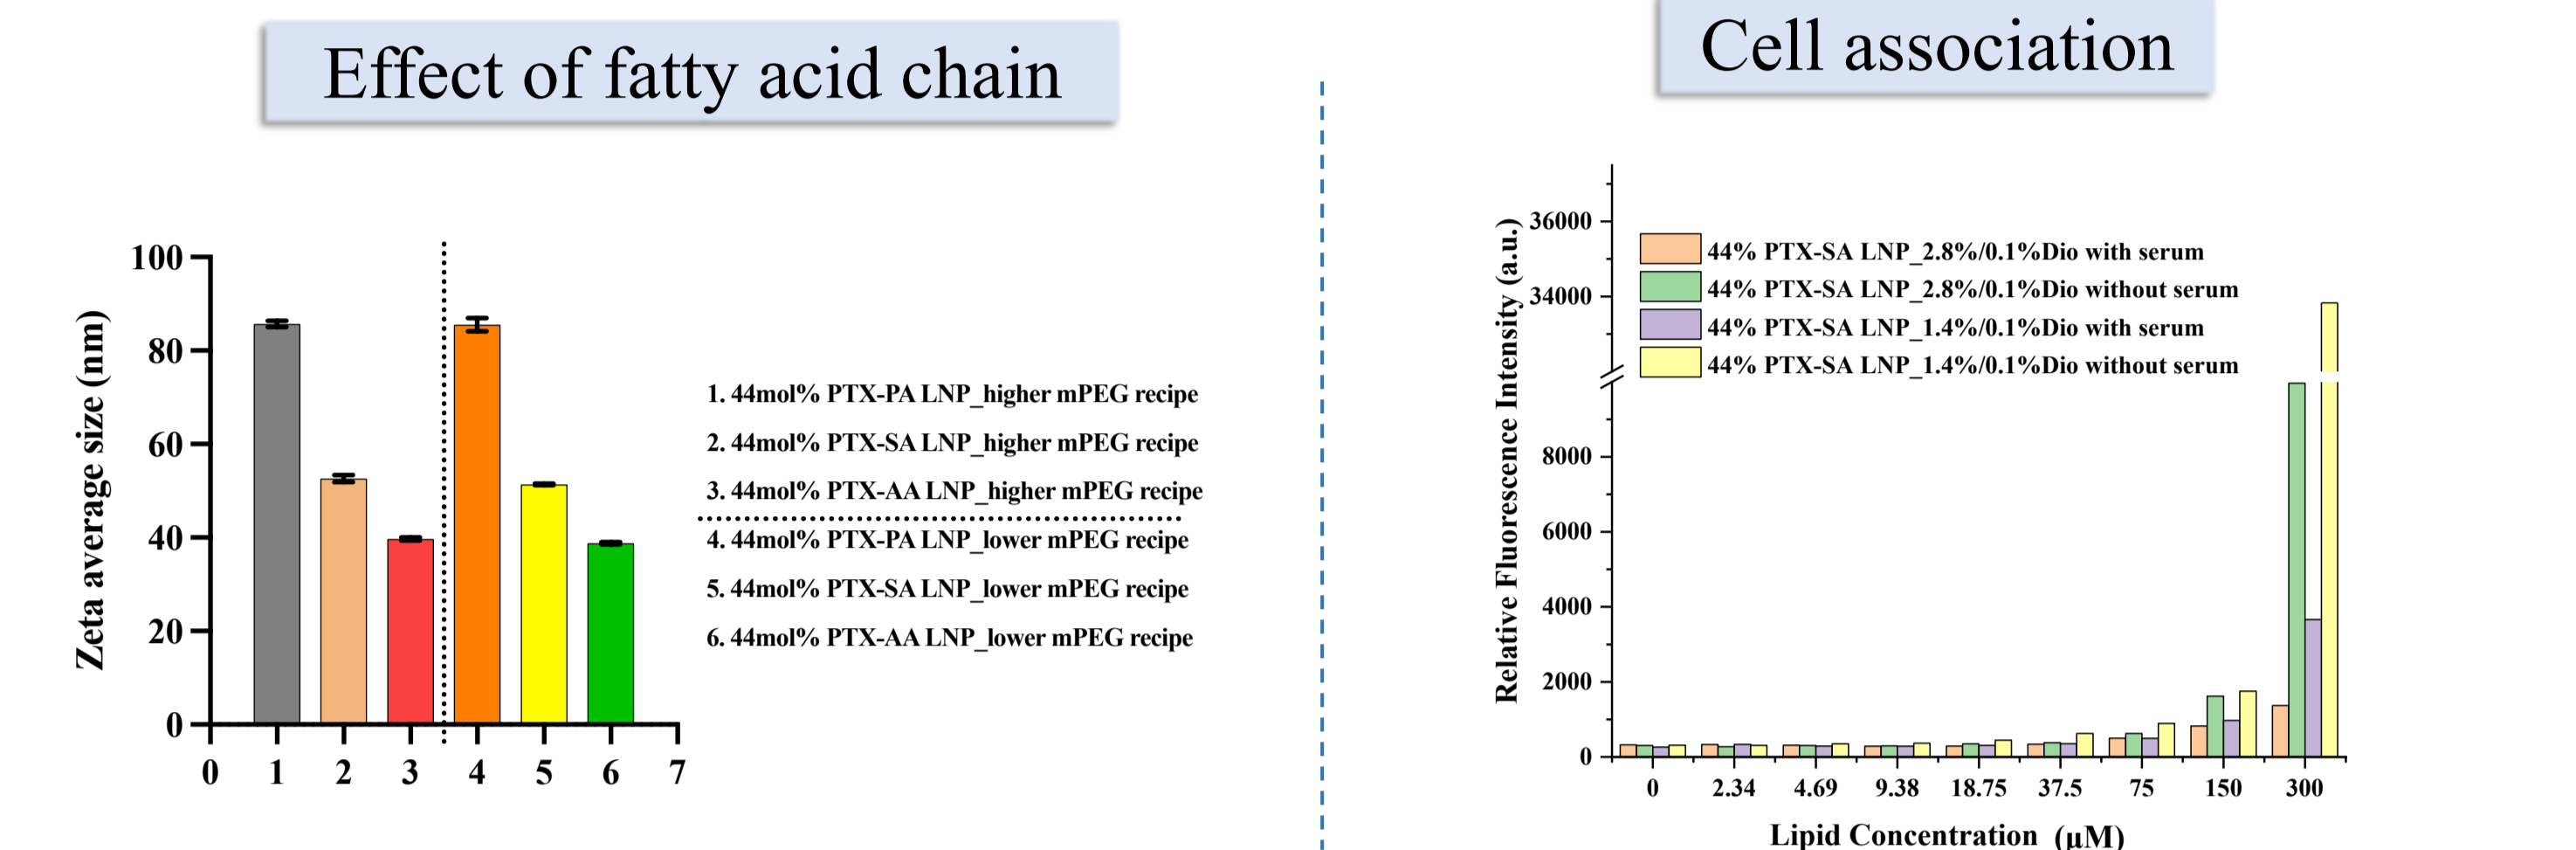 Effect of fatty acid chain
Zeta average size (nm)
100
80
60
40
20
0
0 1 2 3 4 5 6 7
1. 44mol% PTX-PA LNP_higher mPEG recipe
2. 44mol% PTX-SA LNP_higher mPEG recipe
3. 44mol% PTX-AA LNP_higher mPEG recipe
4. 44mol% PTX-PA LNP_lower mPEG recipe
5. 44mol% PTX-SA LNP_lower mPEG recipe
6. 44mol% PTX-AA LNP_lower mPEG recipe
Cell association
Relative Fluorescence Intensity (a.u.)
36000
34000
8000
6000
4000
2000
0
44% PTX-SA LNP_2.8%/0.1%Dio with serum
44% PTX-SA LNP_2.8%/0.1%Dio without serum
44% PTX-SA LNP_1.4%/0.1%Dio with serum
44% PTX-SA LNP_1.4%/0.1%Dio without serum
0 2.34 4.69 9.38 18.75 37.5 75 150 300
Lipid Concentration (μM)